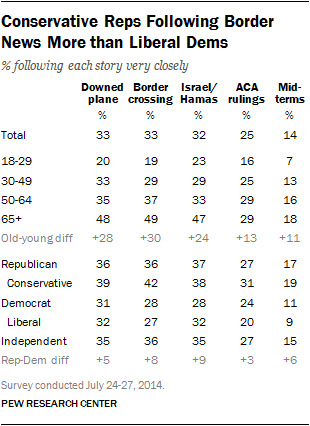 Conservative Reps Following Border
News More than Liberal Dems
% following each story very closely
Downed plane Border crossing Israel/ Hamas ACA rulings Mid- terms
% % % % %
Total 33 33 32 25 14
18-29 20 19 23 16 7
30-49 33 29 29 25 13
50-64 35 37 33 29 16
65+ 48 49 47 29 18
Old-young diff +28 +30 +24 +13 +11
Republican 36 36 37 27 17
Conservative 39 42 38 31 19
Democrat 31 28 28 24 11
Liberal 32 27 32 20 9
Independent 35 36 35 27 15
Rep-Dem diff +5 +8 +9 +3 +6
Survey conducted July 24-27, 2014.
PEW RESEARCH CENTER